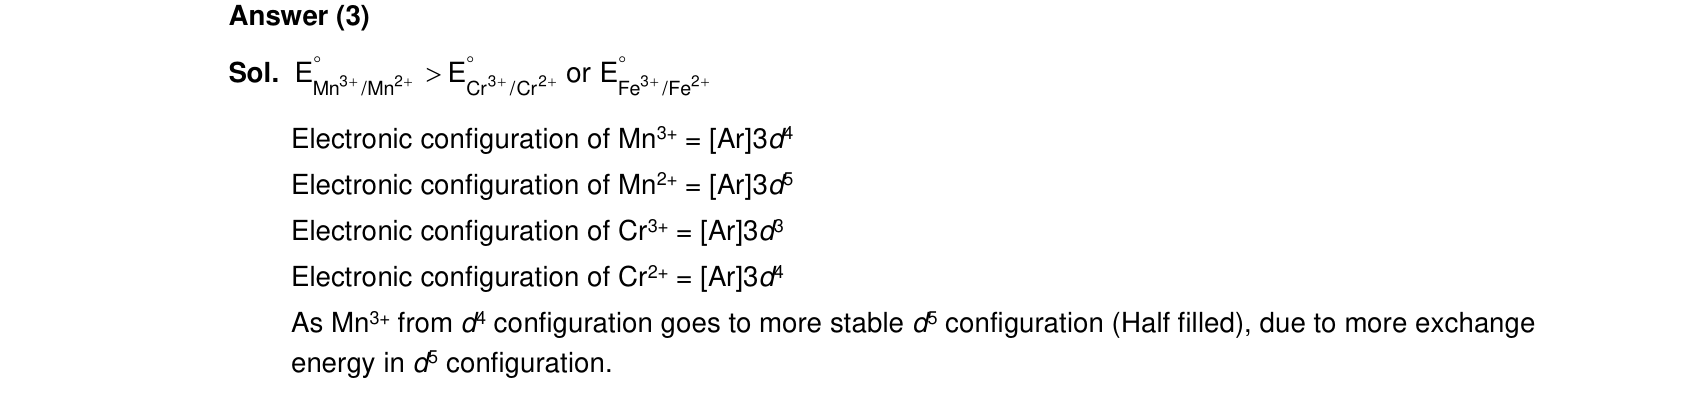 Answer (3)
Sol. E°Mn³⁺/Mn²⁺ > E°Cr³⁺/Cr²⁺ or E°Fe³⁺/Fe²⁺
Electronic configuration of Mn³⁺ = [Ar]3d⁴
Electronic configuration of Mn²⁺ = [Ar]3d⁵
Electronic configuration of Cr³⁺ = [Ar]3d³
Electronic configuration of Cr²⁺ = [Ar]3d⁴
As Mn³⁺ from d⁴ configuration goes to more stable d⁵ configuration (Half filled), due to more exchange
energy in d⁵ configuration.